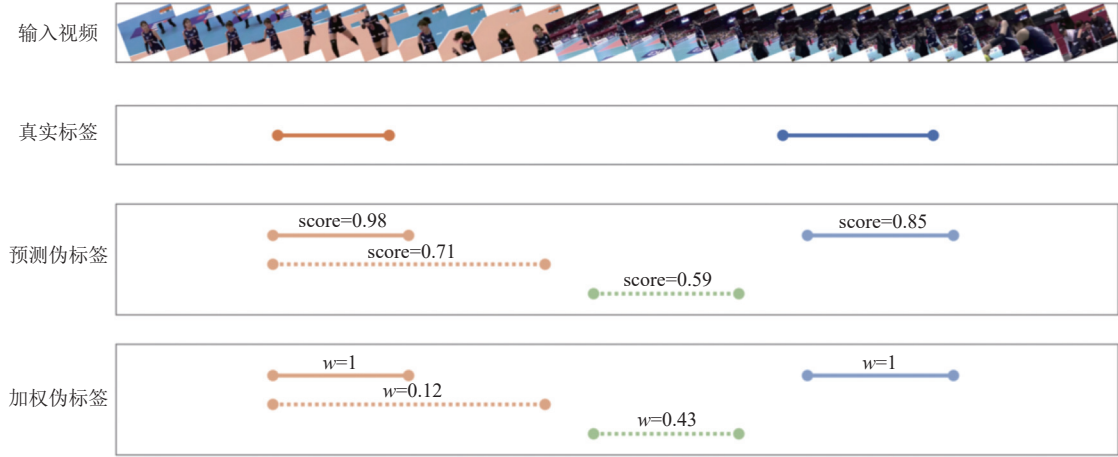 输入视频
真实标签
预测伪标签
score=0.98
score=0.85
score=0.71
score=0.59
加权伪标签
w=1
w=1
w=0.12
w=0.43